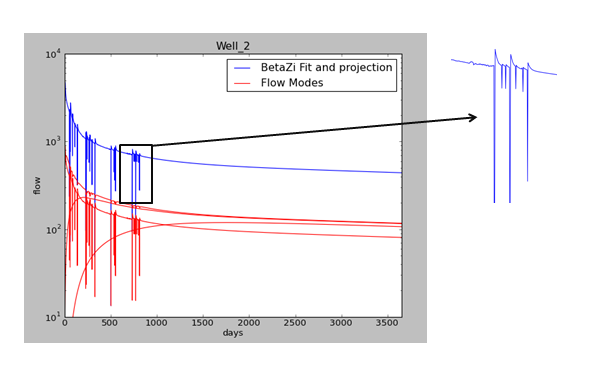 Well_2
BetaZi Fit and projection
Flow Modes
10^4
10^3
10^2
10^1
flow
0 500 1000 1500 2000 2500 3000 3500
days